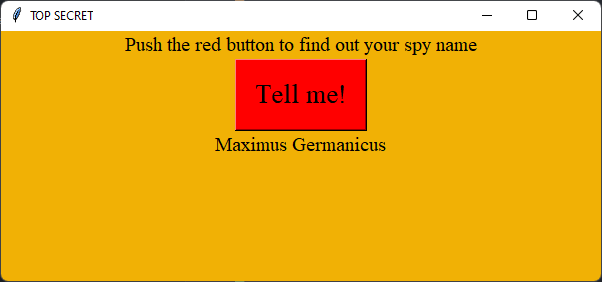 TOP SECRET
Push the red button to find out your spy name
Tell me!
Maximus Germanicus